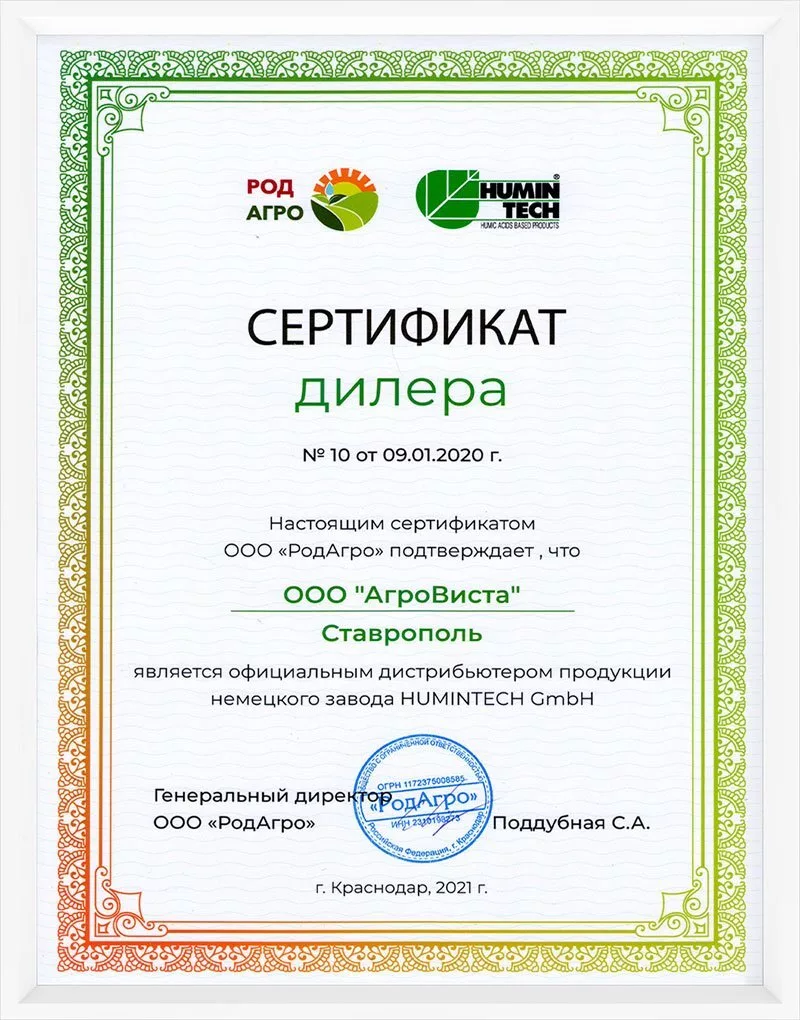 РОД
АГРО
HUMIN®
TECH
HUMIC ACIDS BASED PRODUCTS
СЕРТИФИКАТ
дилера
№ 10 от 09.01.2020 г.
Настоящим сертификатом
ООО «РодАгро» подтверждает , что
ООО "АгроВиста"
Ставрополь
является официальным дистрибьютером продукции
немецкого завода HUMINTECH GmbH
ОБЩЕСТВО С ОГРАНИЧЕННОЙ ОТВЕТСТВЕННОСТЬЮ
ОГРН 1172375008585
«РодАгро»
ИНН
Российская Федерация, г. Краснодар
Генеральный директор
ООО «РодАгро»
Поддубная С.А.
г. Краснодар, 2021 г.